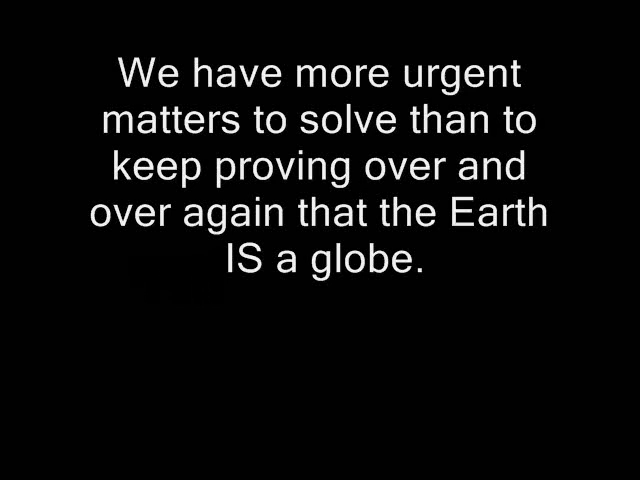 We have more urgent
matters to solve than to
keep proving over and
over again that the Earth
IS a globe.